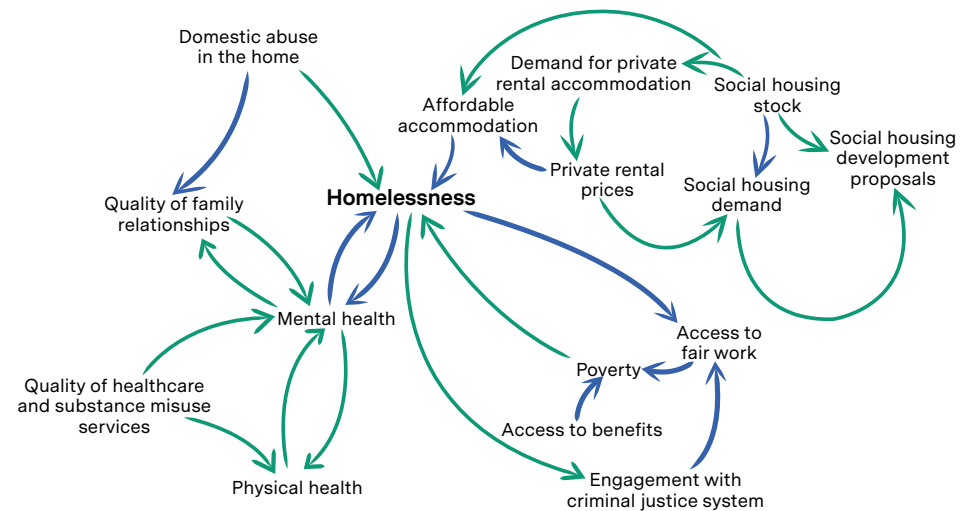 Domestic abuse
in the home
Demand for private
rental accommodation
Social housing
stock
Affordable
accommodation
Social housing
development
proposals
Private rental
prices
Social housing
demand
Homelessness
Quality of family
relationships
Mental health
Access to
fair work
Poverty
Quality of healthcare
and substance misuse
services
Access to benefits
Physical health
Engagement with
criminal justice system